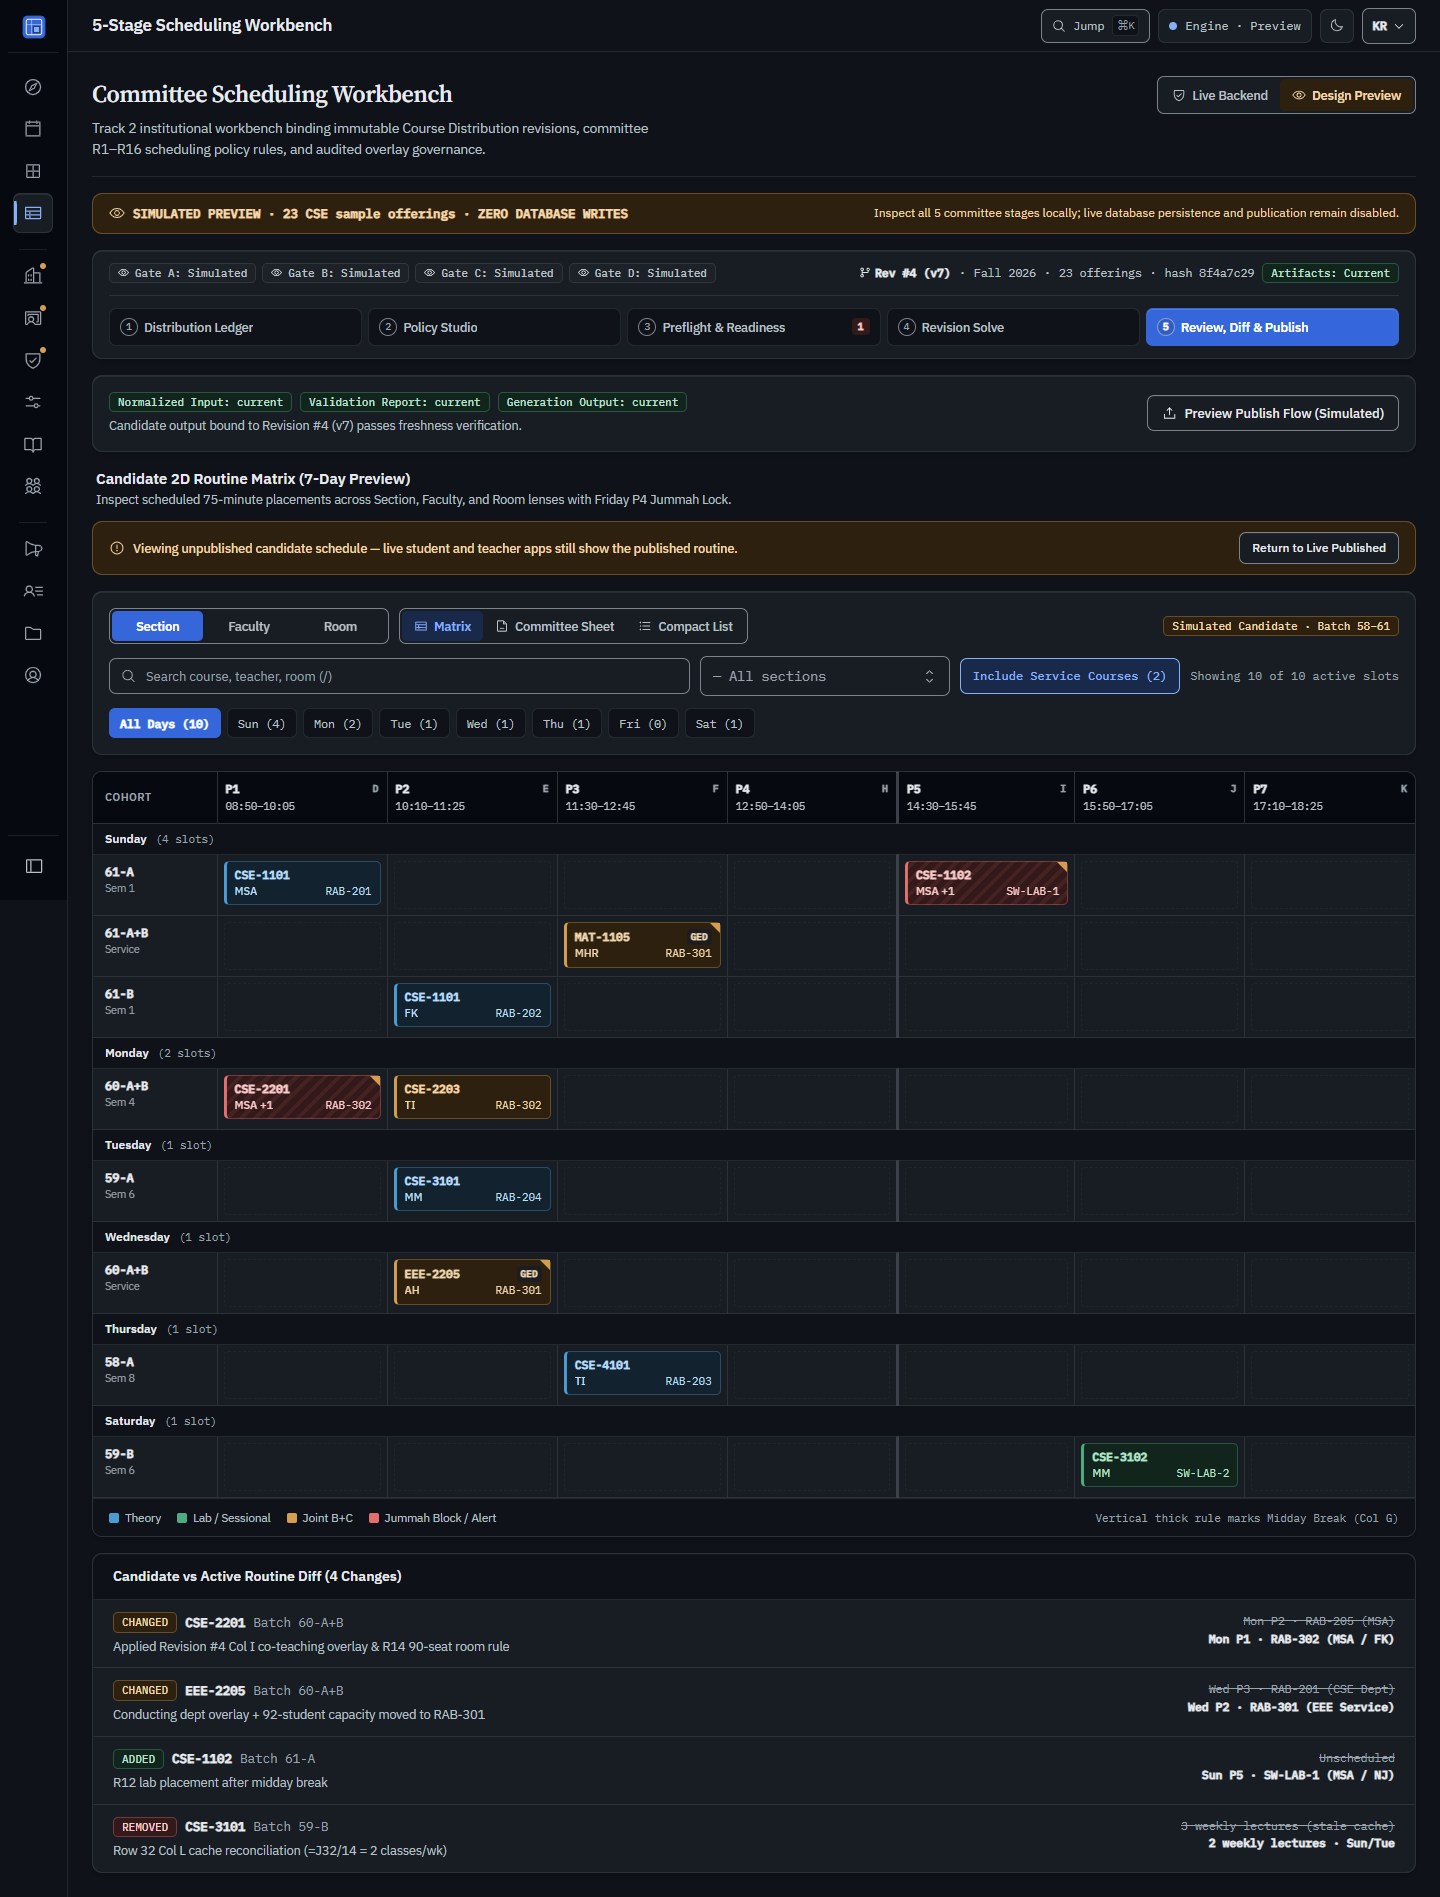 5-Stage Scheduling Workbench
Jump ⌘K
Engine · Preview
KR
Committee Scheduling Workbench
Live Backend
Design Preview
Track 2 institutional workbench binding immutable Course Distribution revisions, committee
R1–R16 scheduling policy rules, and audited overlay governance.
SIMULATED PREVIEW · 23 CSE sample offerings · ZERO DATABASE WRITES
Inspect all 5 committee stages locally; live database persistence and publication remain disabled.
Gate A: Simulated
Gate B: Simulated
Gate C: Simulated
Gate D: Simulated
Rev #4 (v7) · Fall 2026 · 23 offerings · hash 8f4a7c29
Artifacts: Current
1 Distribution Ledger
2 Policy Studio
3 Preflight & Readiness 1
4 Revision Solve
5 Review, Diff & Publish
Normalized Input: current
Validation Report: current
Generation Output: current
Candidate output bound to Revision #4 (v7) passes freshness verification.
Preview Publish Flow (Simulated)
Candidate 2D Routine Matrix (7-Day Preview)
Inspect scheduled 75-minute placements across Section, Faculty, and Room lenses with Friday P4 Jummah Lock.
Viewing unpublished candidate schedule — live student and teacher apps still show the published routine.
Return to Live Published
Section
Faculty
Room
Matrix
Committee Sheet
Compact List
Simulated Candidate · Batch 58–61
Search course, teacher, room (/)
— All sections
Include Service Courses (2)
Showing 10 of 10 active slots
All Days (10)
Sun (4)
Mon (2)
Tue (1)
Wed (1)
Thu (1)
Fri (0)
Sat (1)
COHORT
P1 D
08:50–10:05
P2 E
10:10–11:25
P3 F
11:30–12:45
P4 H
12:50–14:05
P5 I
14:30–15:45
P6 J
15:50–17:05
P7 K
17:10–18:25
Sunday (4 slots)
61-A
Sem 1
CSE-1101
MSA RAB-201
CSE-1102
MSA +1 SW-LAB-1
61-A+B
Service
MAT-1105 GED
MHR RAB-301
61-B
Sem 1
CSE-1101
FK RAB-202
Monday (2 slots)
60-A+B
Sem 4
CSE-2201
MSA +1 RAB-302
CSE-2203
TI RAB-302
Tuesday (1 slot)
59-A
Sem 6
CSE-3101
MM RAB-204
Wednesday (1 slot)
60-A+B
Service
EEE-2205 GED
AH RAB-301
Thursday (1 slot)
58-A
Sem 8
CSE-4101
TI RAB-203
Saturday (1 slot)
59-B
Sem 6
CSE-3102
MM SW-LAB-2
Theory
Lab / Sessional
Joint B+C
Jummah Block / Alert
Vertical thick rule marks Midday Break (Col G)
Candidate vs Active Routine Diff (4 Changes)
CHANGED CSE-2201 Batch 60-A+B
Applied Revision #4 Col I co-teaching overlay & R14 90-seat room rule
Mon P2 · RAB-205 (MSA)
Mon P1 · RAB-302 (MSA / FK)
CHANGED EEE-2205 Batch 60-A+B
Conducting dept overlay + 92-student capacity moved to RAB-301
Wed P3 · RAB-201 (CSE Dept)
Wed P2 · RAB-301 (EEE Service)
ADDED CSE-1102 Batch 61-A
R12 lab placement after midday break
Unscheduled
Sun P5 · SW-LAB-1 (MSA / NJ)
REMOVED CSE-3101 Batch 59-B
Row 32 Col L cache reconciliation (=J32/14 = 2 classes/wk)
3 weekly lectures (stale cache)
2 weekly lectures · Sun/Tue